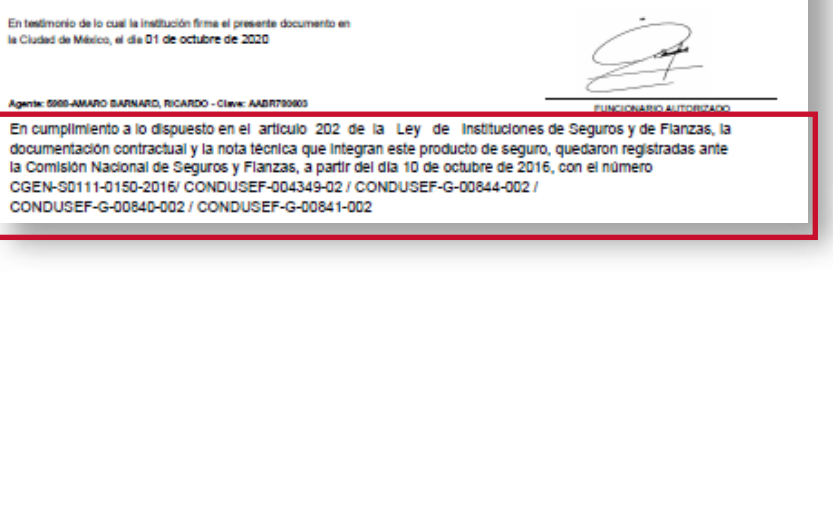 En testimonio de lo cual la institución firma el presente documento en
la Ciudad de México, el día 01 de octubre de 2020
Agente: 5900-AMARO BARNARD, RICARDO - Clave:
FUNCIONARIO AUTORIZADO
En cumplimiento a lo dispuesto en el artículo 202 de la Ley de Instituciones de Seguros y de Fianzas, la
documentación contractual y la nota técnica que integran este producto de seguro, quedaron registradas ante
la Comisión Nacional de Seguros y Fianzas, a partir del día 10 de octubre de 2016, con el número
CGEN-S0111-0150-2016/ CONDUSEF-004349-02 / CONDUSEF-G-00844-002 /
CONDUSEF-G-00840-002 / CONDUSEF-G-00841-002